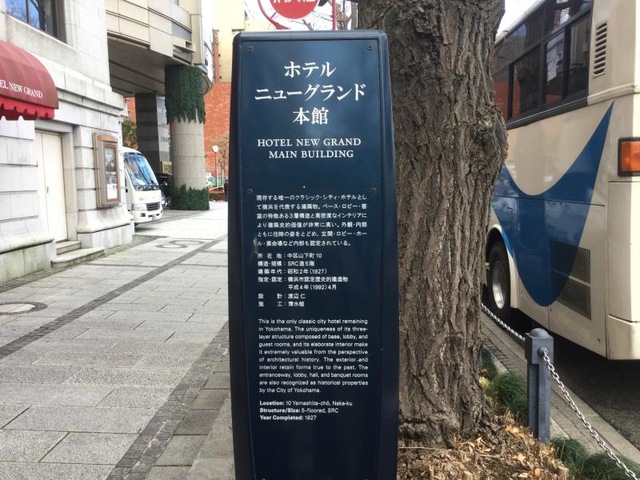 ホテル
ニューグランド
本館
HOTEL NEW GRAND
MAIN BUILDING
現存する唯一のクラシック・シティ・ホテルとし
て横浜を代表する建築物。ベース・ロビー・客
室の特徴ある3層構造と高密度なインテリアに
より建築史的価値が非常に高い。外観・内部
ともに往時の姿をとどめ、玄関・ロビー・ホー
ル・宴会場など内部も認定されている。
所在地:中区山下町10
構造・規模:SRC造5階
建築年代:昭和2年(1927)
指定・認定:横浜市認定歴史的建造物
平成4年(1992)4月
設計:渡辺 仁
施工:清水組
This is the only classic city hotel remaining
in Yokohama. The uniqueness of its three-
layer structure composed of base, lobby, and
guest rooms, and its elaborate interior make
it extremely valuable from the perspective
of architectural history. The exterior and
interior retain forms true to the past. The
entranceway, lobby, hall, and banquet rooms
are also recognized as historical properties
by the City of Yokohama.
Location: 10 Yamashita-chō, Naka-ku
Structure/Size: 5-floored, SRC
Year Completed: 1927
HOTEL NEW GRAND